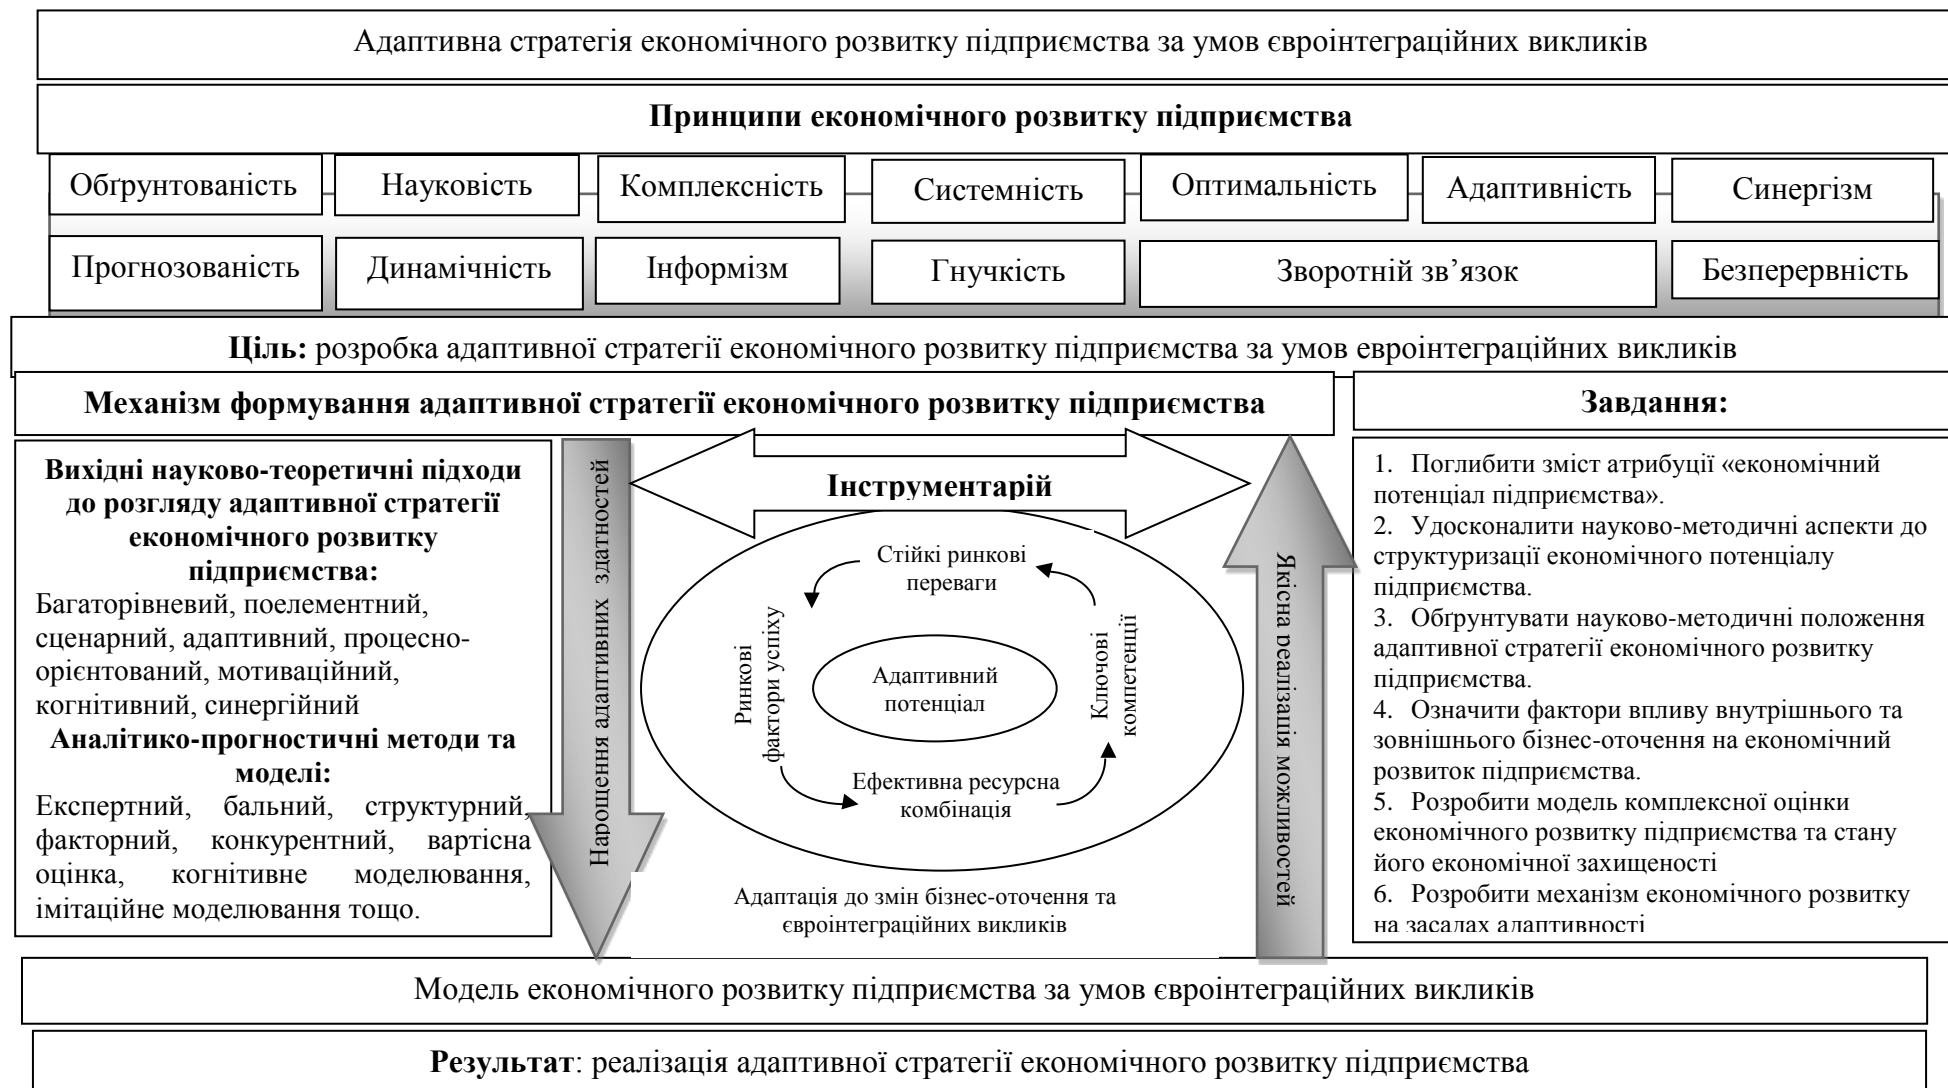 Адаптивна стратегія економічного розвитку підприємства за умов євроінтеграційних викликів
Принципи економічного розвитку підприємства
Обґрунтованість
Науковість
Комплексність
Системність
Оптимальність
Адаптивність
Синергізм
Прогнозованість
Динамічність
Інформізм
Гнучкість
Зворотній зв’язок
Безперервність
Ціль: розробка адаптивної стратегії економічного розвитку підприємства за умов евроінтеграційних викликів
Механізм формування адаптивної стратегії економічного розвитку підприємства
Завдання:
Вихідні науково-теоретичні підходи
до розгляду адаптивної стратегії
економічного розвитку
підприємства:
Багаторівневий, поелементний,
сценарний, адаптивний, процесно-
орієнтований, мотиваційний,
когнітивний, синергійний
Аналітико-прогностичні методи та
моделі:
Експертний, бальний, структурний,
факторний, конкурентний, вартісна
оцінка, когнітивне моделювання,
імітаційне моделювання тощо.
Нарощення адаптивних здатностей
Інструментарій
Стійкі ринкові
переваги
Ринкові
фактори успіху
Адаптивний
потенціал
Ключові
компетенції
Ефективна ресурсна
комбінація
Адаптація до змін бізнес-оточення та
євроінтеграційних викликів
Якісна реалізація можливостей
1. Поглибити зміст атрибуції «економічний
потенціал підприємства».
2. Удосконалити науково-методичні аспекти до
структуризації економічного потенціалу
підприємства.
3. Обґрунтувати науково-методичні положення
адаптивної стратегії економічного розвитку
підприємства.
4. Означити фактори впливу внутрішнього та
зовнішнього бізнес-оточення на економічний
розвиток підприємства.
5. Розробити модель комплексної оцінки
економічного розвитку підприємства та стану
його економічної захищеності
6. Розробити механізм економічного розвитку
на засадах адаптивності
Модель економічного розвитку підприємства за умов євроінтеграційних викликів
Результат: реалізація адаптивної стратегії економічного розвитку підприємства